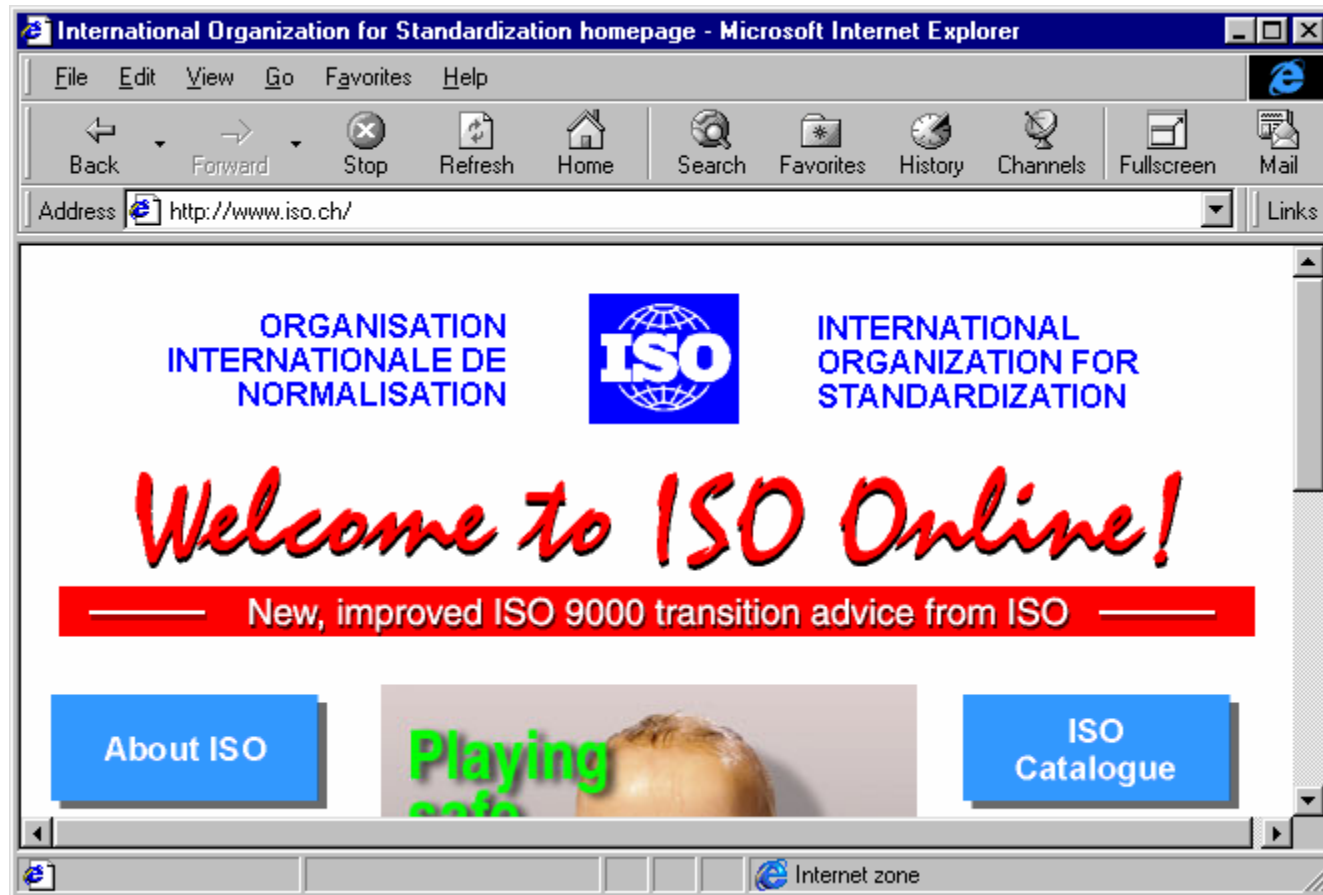 International Organization for Standardization homepage - Microsoft Internet Explorer
File Edit View Go Favorites Help
Back Forward Stop Refresh Home Search Favorites History Channels Fullscreen Mail
Address http://www.iso.ch/ Links
ORGANISATION
INTERNATIONALE DE
NORMALISATION
ISO
INTERNATIONAL
ORGANIZATION FOR
STANDARDIZATION
Welcome to ISO Online!
New, improved ISO 9000 transition advice from ISO
About ISO
Playing
safe
ISO
Catalogue
Internet zone